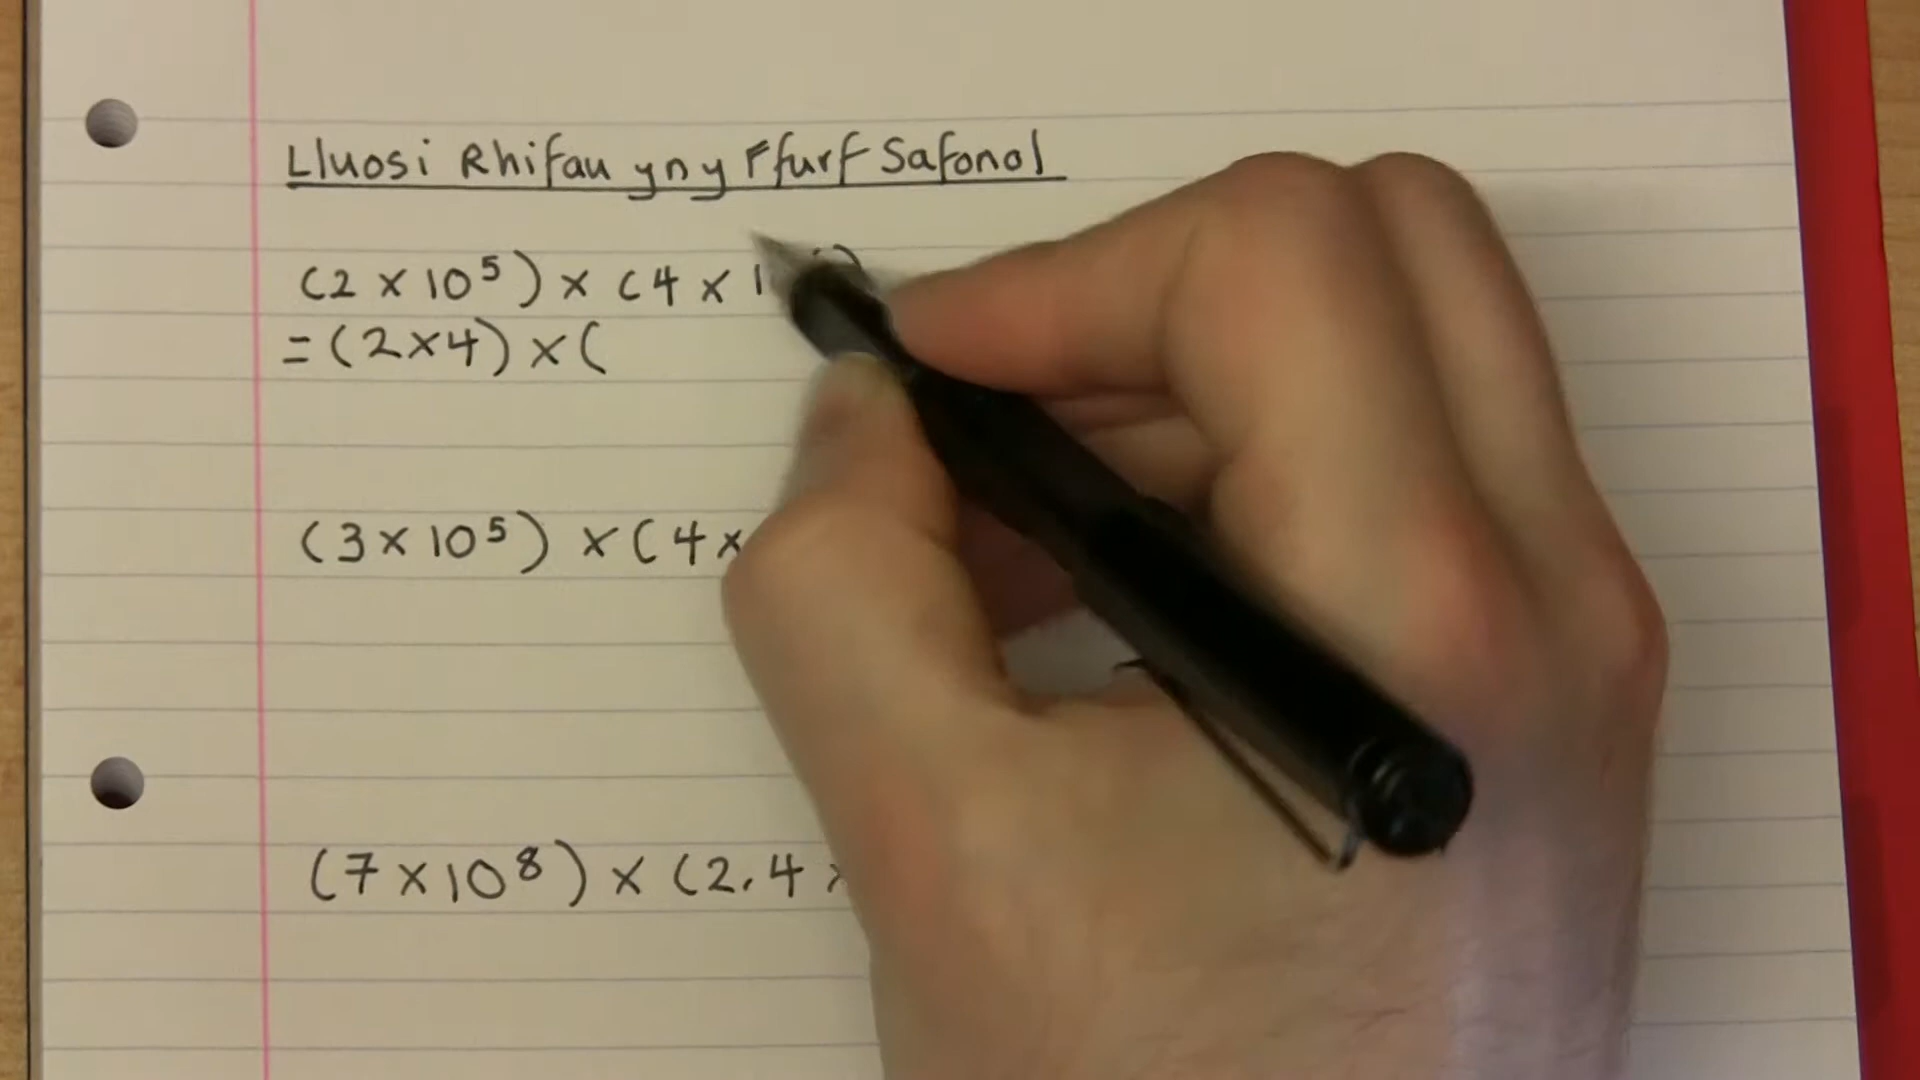 Lluosi Rhifau yn y Ffurf Safonol
(2 × 10⁵) × (4 × 1
= (2×4) × (
(3 × 10⁵) × (4 ×
(7 × 10⁸) × (2.4 ×